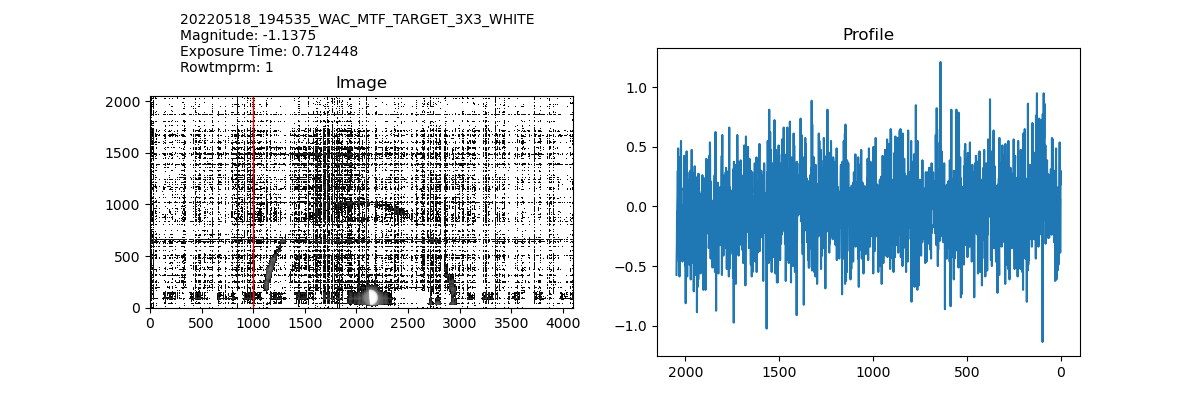 20220518_194535_WAC_MTF_TARGET_3X3_WHITE
Magnitude: -1.1375
Exposure Time: 0.712448
Rowtmprm: 1
Image
2000
1500
1000
500
0
0 500 1000 1500 2000 2500 3000 3500 4000
Profile
1.0
0.5
0.0
−0.5
−1.0
2000 1500 1000 500 0